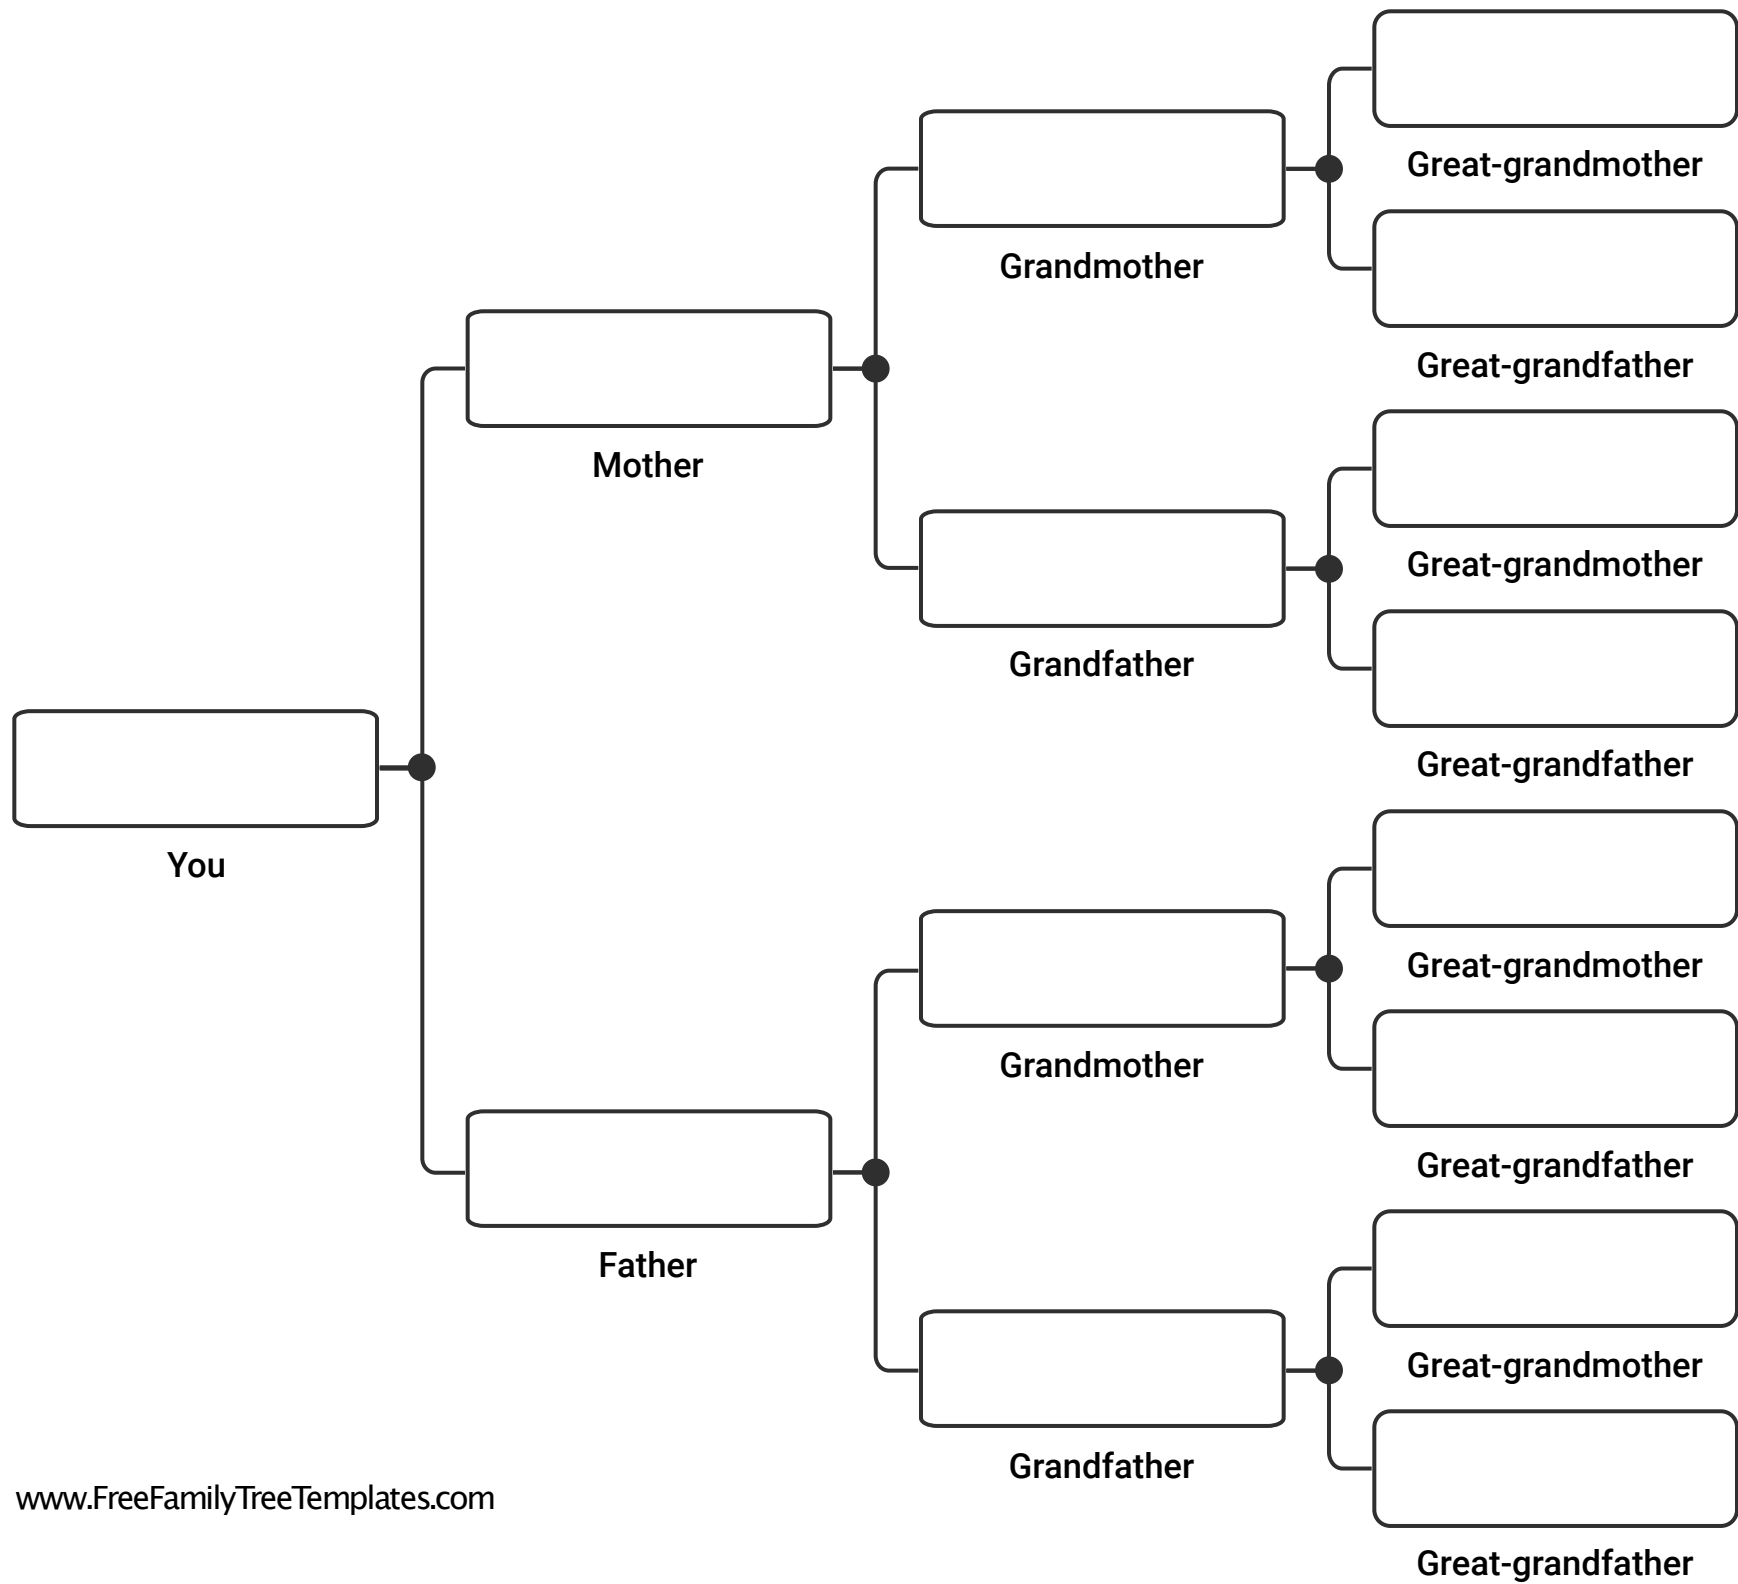 Great-grandmother
Grandmother
Great-grandfather
Mother
Great-grandmother
Grandfather
Great-grandfather
You
Great-grandmother
Grandmother
Great-grandfather
Father
Great-grandmother
Grandfather
www.FreeFamilyTreeTemplates.com
Great-grandfather